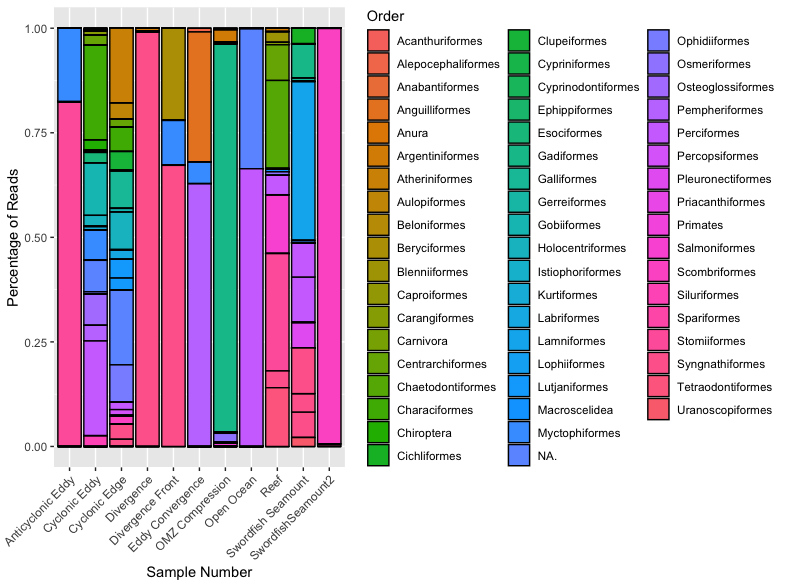 Order
Acanthuriformes
Alepocephaliformes
Anabantiformes
Anguilliformes
Anura
Argentiniformes
Atheriniformes
Aulopiformes
Beloniformes
Beryciformes
Blenniiformes
Caproiformes
Carangiformes
Carnivora
Centrarchiformes
Chaetodontiformes
Characiformes
Chiroptera
Cichliformes
Clupeiformes
Cypriniformes
Cyprinodontiformes
Ephippiformes
Esociformes
Gadiformes
Galliformes
Gerreiformes
Gobiiformes
Holocentriformes
Istiophoriformes
Kurtiformes
Labriformes
Lamniformes
Lophiiformes
Lutjaniformes
Macroscelidea
Myctophiformes
NA.
Ophidiiformes
Osmeriformes
Osteoglossiformes
Pempheriformes
Perciformes
Percopsiformes
Pleuronectiformes
Priacanthiformes
Primates
Salmoniformes
Scombriformes
Siluriformes
Spariformes
Stomiiformes
Syngnathiformes
Tetraodontiformes
Uranoscopiformes
Percentage of Reads
1.00
0.75
0.50
0.25
0.00
Anticyclonic Eddy
Cyclonic Eddy
Cyclonic Edge
Divergence
Divergence Front
Eddy Convergence
OMZ Compression
Open Ocean
Reef
Swordfish Seamount
SwordfishSeamount2
Sample Number